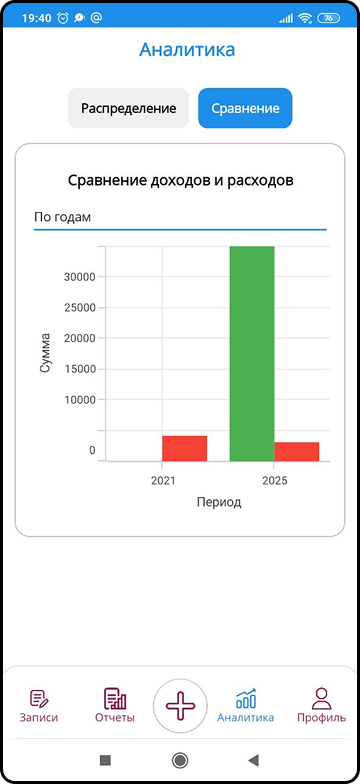 19:40 76
Аналитика
Распределение Сравнение
Сравнение доходов и расходов
По годам
30000
25000
20000
15000
10000
0
Сумма
2021 2025
Период
Записи Отчеты Аналитика Профиль